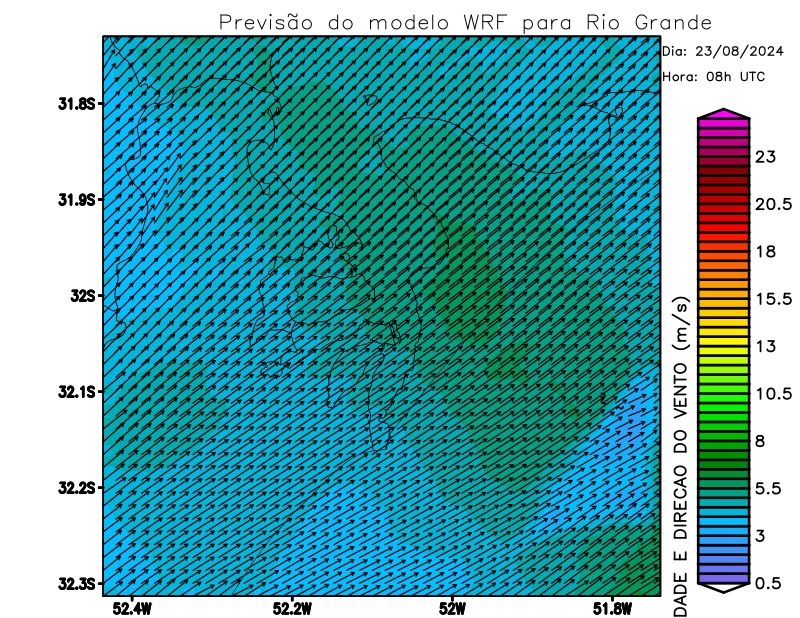 Previsão do modelo WRF para Rio Grande
Dia: 23/08/2024
Hora: 08h UTC
31.8S
31.9S
32S
32.1S
32.2S
32.3S
52.4W
52.2W
52W
51.8W
23
20.5
18
15.5
13
10.5
8
5.5
3
0.5
DADE E DIRECAO DO VENTO (m/s)